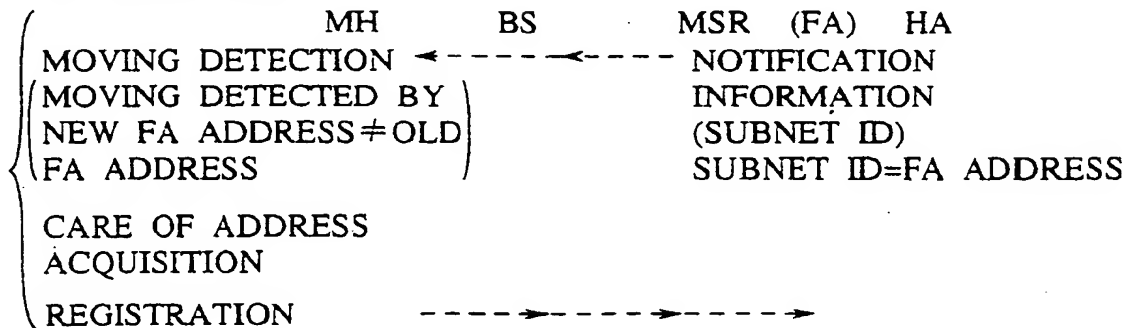 MH BS MSR (FA) HA
MOVING DETECTION NOTIFICATION
MOVING DETECTED BY INFORMATION
NEW FA ADDRESS≠OLD (SUBNET ID)
FA ADDRESS SUBNET ID=FA ADDRESS
CARE OF ADDRESS
ACQUISITION
REGISTRATION